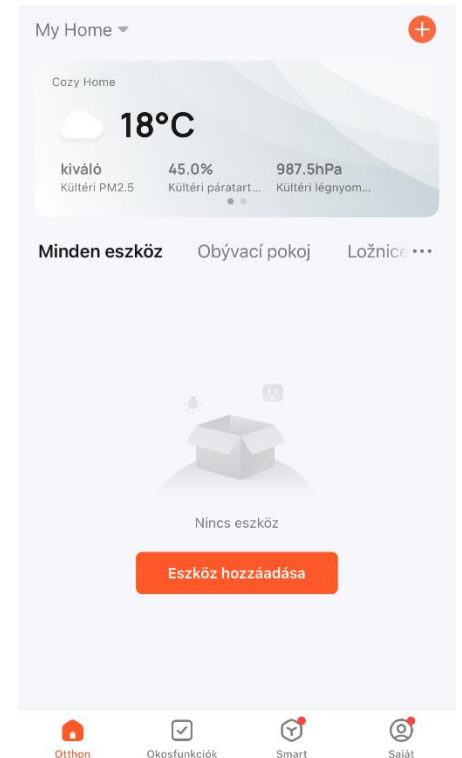 My Home
Cozy Home
18°C
kiváló 45.0% 987.5hPa
Kültéri PM2.5 Kültéri páratart... Kültéri légnyom...
Minden eszköz Obývací pokoj Ložnice ...
Nincs eszköz
Eszköz hozzáadása
Otthon Okosfunkciók Smart Saját